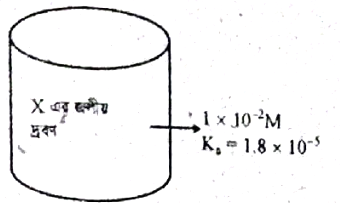 X এর জলীয়
দ্রবণ
1 × 10⁻²M
Kₐ = 1.8 × 10⁻⁵